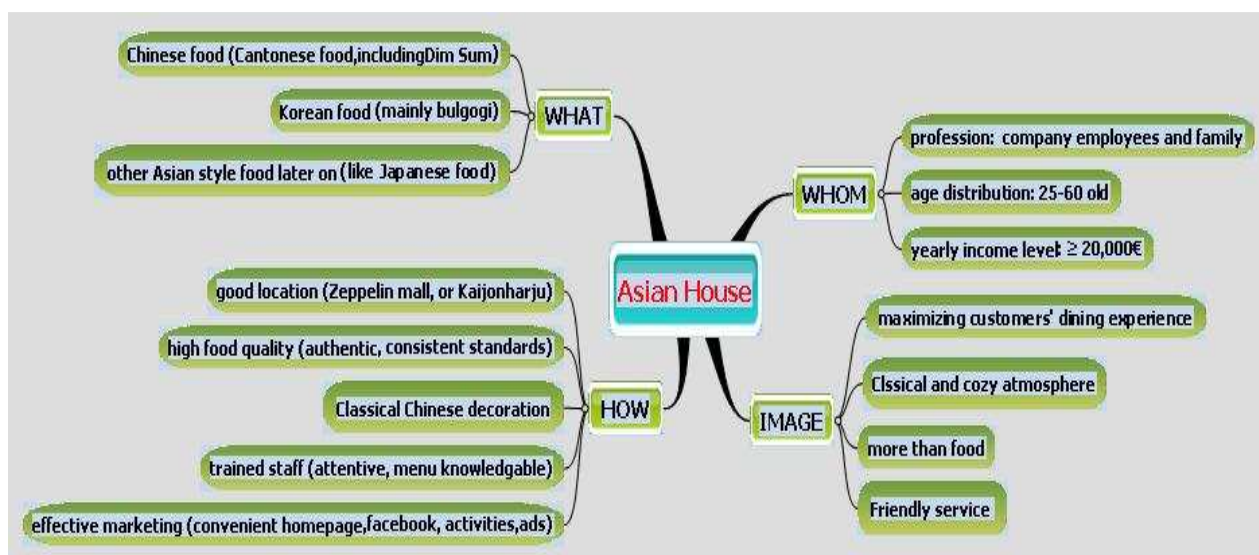 Asian House
WHAT
Chinese food (Cantonese food,includingDim Sum)
Korean food (mainly bulgogi)
other Asian style food later on (like Japanese food)
WHOM
profession: company employees and family
age distribution: 25-60 old
yearly income level: ≥ 20,000€
HOW
good location (Zeppelin mall, or Kaijonharju)
high food quality (authentic, consistent standards)
Classical Chinese decoration
trained staff (attentive, menu knowledgable)
effective marketing (convenient homepage,facebook, activities,ads)
IMAGE
maximizing customers' dining experience
Clssical and cozy atmosphere
more than food
Friendly service